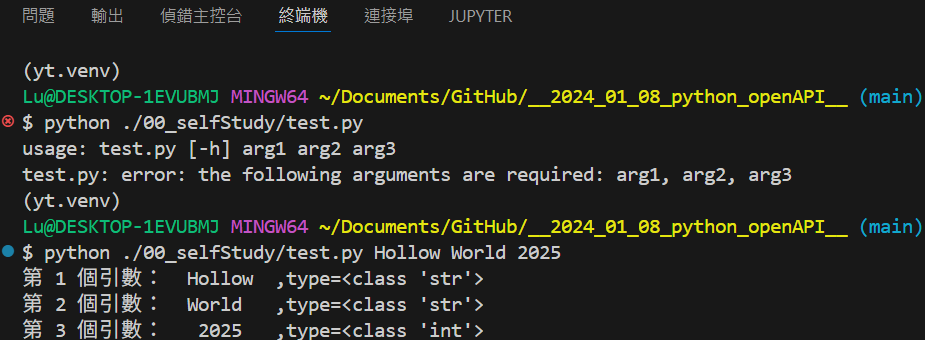 問題 輸出 偵錯主控台 終端機 連接埠 JUPYTER
(yt.venv)
Lu@DESKTOP-1EVUBMJ MINGW64 ~/Documents/GitHub/__2024_01_08_python_openAPI__ (main)
$ python ./00_selfStudy/test.py
usage: test.py [-h] arg1 arg2 arg3
test.py: error: the following arguments are required: arg1, arg2, arg3
(yt.venv)
Lu@DESKTOP-1EVUBMJ MINGW64 ~/Documents/GitHub/__2024_01_08_python_openAPI__ (main)
$ python ./00_selfStudy/test.py Hollow World 2025
第 1 個引數：  Hollow  ,type=<class 'str'>
第 2 個引數：  World   ,type=<class 'str'>
第 3 個引數：   2025   ,type=<class 'int'>